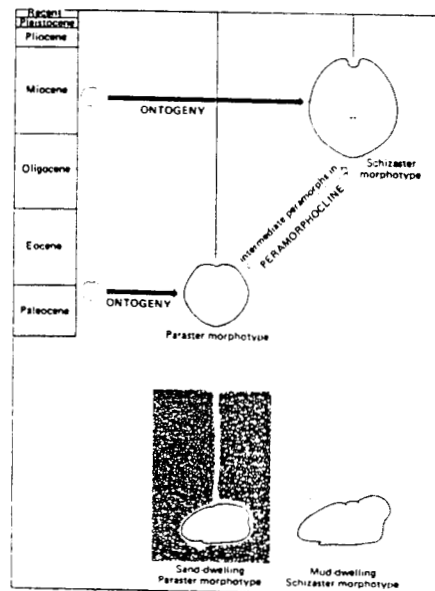 Recent
Pleistocene
Pliocene
Miocene
ONTOGENY
Schizaster
morphotype
Oligocene
Intermediate peramorphs in
PERAMORPHOCLINE
Eocene
ONTOGENY
Paleocene
Paraster morphotype
Sand-dwelling
Paraster morphotype
Mud-dwelling
Schizaster morphotype